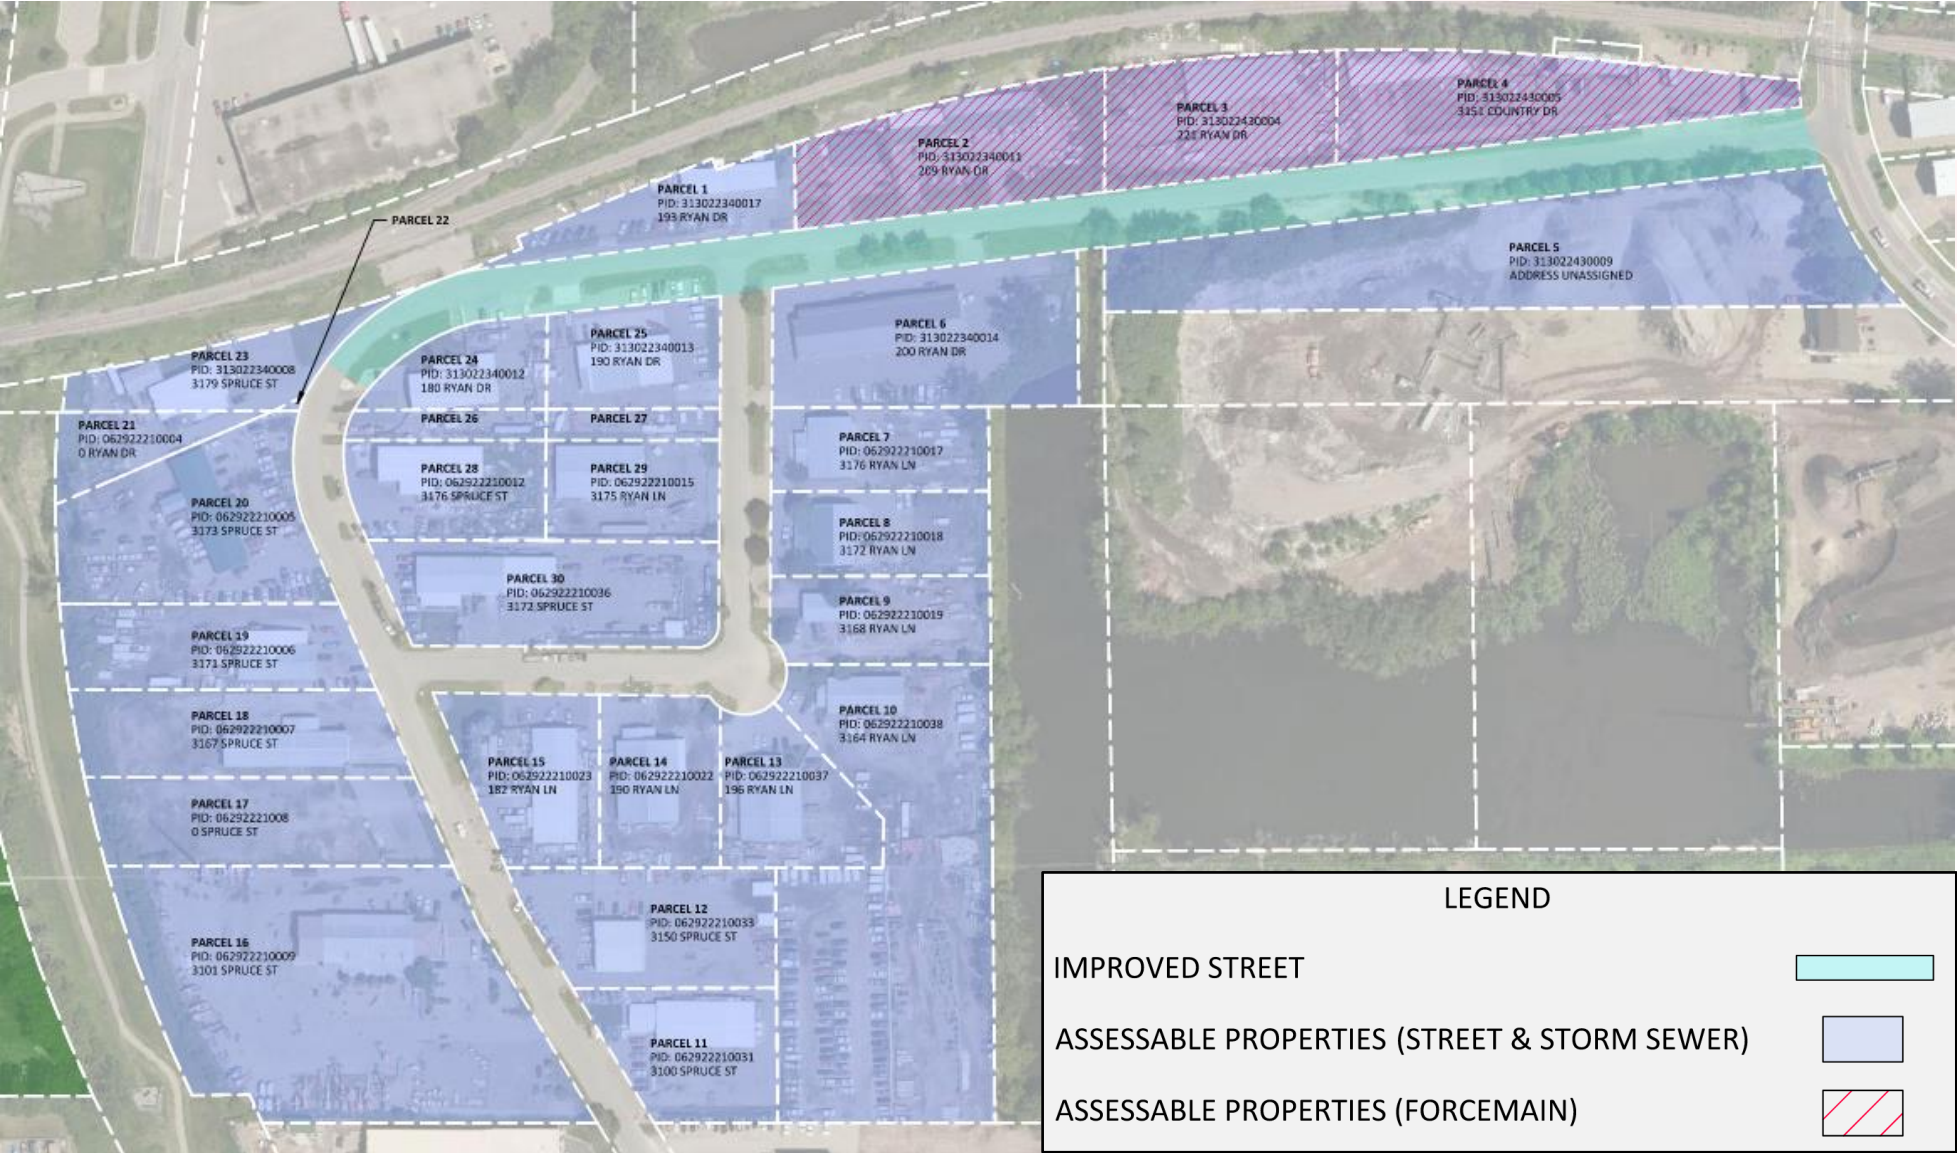 PARCEL 4
PID: 313022430005
3151 COUNTRY DR
PARCEL 3
PID: 313022430004
221 RYAN DR
PARCEL 2
PID: 313022340011
209 RYAN DR
PARCEL 1
PID: 313022340017
193 RYAN DR
PARCEL 22
PARCEL 5
PID: 313022430009
ADDRESS UNASSIGNED
PARCEL 6
PID: 313022340014
200 RYAN DR
PARCEL 25
PID: 313022340013
190 RYAN DR
PARCEL 24
PID: 313022340012
180 RYAN DR
PARCEL 23
PID: 313022340008
3179 SPRUCE ST
PARCEL 26
PARCEL 27
PARCEL 21
PID: 062922210004
0 RYAN DR
PARCEL 7
PID: 062922210017
3176 RYAN LN
PARCEL 28
PID: 062922210012
3176 SPRUCE ST
PARCEL 29
PID: 062922210015
3175 RYAN LN
PARCEL 20
PID: 062922210005
3173 SPRUCE ST
PARCEL 8
PID: 062922210018
3172 RYAN LN
PARCEL 30
PID: 062922210036
3172 SPRUCE ST
PARCEL 9
PID: 062922210019
3168 RYAN LN
PARCEL 19
PID: 062922210006
3171 SPRUCE ST
PARCEL 10
PID: 062922210038
3164 RYAN LN
PARCEL 18
PID: 062922210007
3167 SPRUCE ST
PARCEL 15
PID: 062922210023
182 RYAN LN
PARCEL 14
PID: 062922210022
190 RYAN LN
PARCEL 13
PID: 062922210037
196 RYAN LN
PARCEL 17
PID: 06292221008
0 SPRUCE ST
PARCEL 12
PID: 062922210033
3150 SPRUCE ST
PARCEL 16
PID: 062922210009
3101 SPRUCE ST
PARCEL 11
PID: 062922210031
3100 SPRUCE ST
LEGEND
IMPROVED STREET
ASSESSABLE PROPERTIES (STREET & STORM SEWER)
ASSESSABLE PROPERTIES (FORCEMAIN)